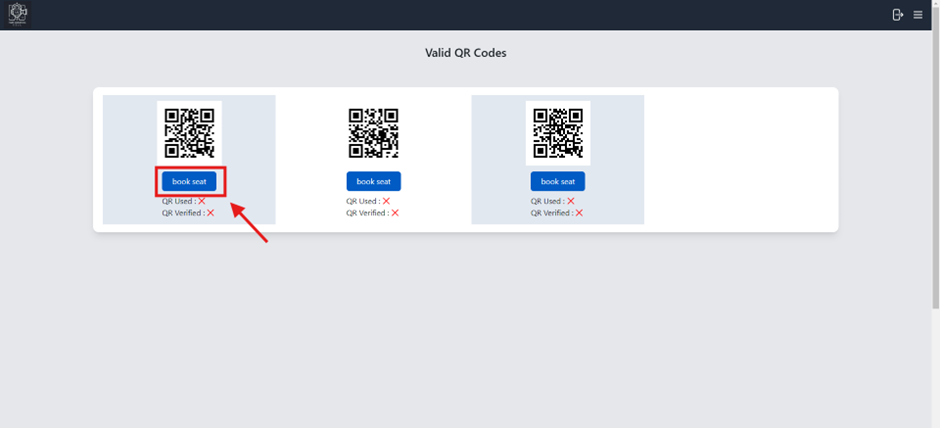 Valid QR Codes
book seat
QR Used : ❌
QR Verified : ❌
book seat
QR Used : ❌
QR Verified : ❌
book seat
QR Used : ❌
QR Verified : ❌